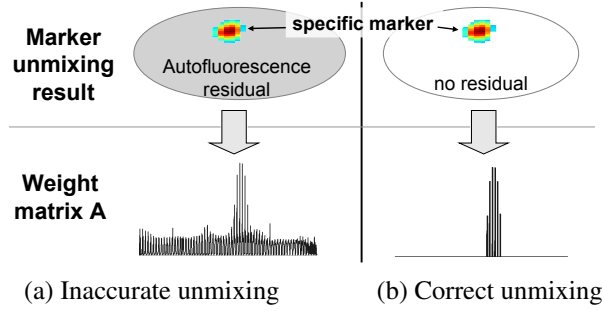 Marker
unmixing
result
specific marker
Autofluorescence
residual
no residual
Weight
matrix A
(a) Inaccurate unmixing
(b) Correct unmixing